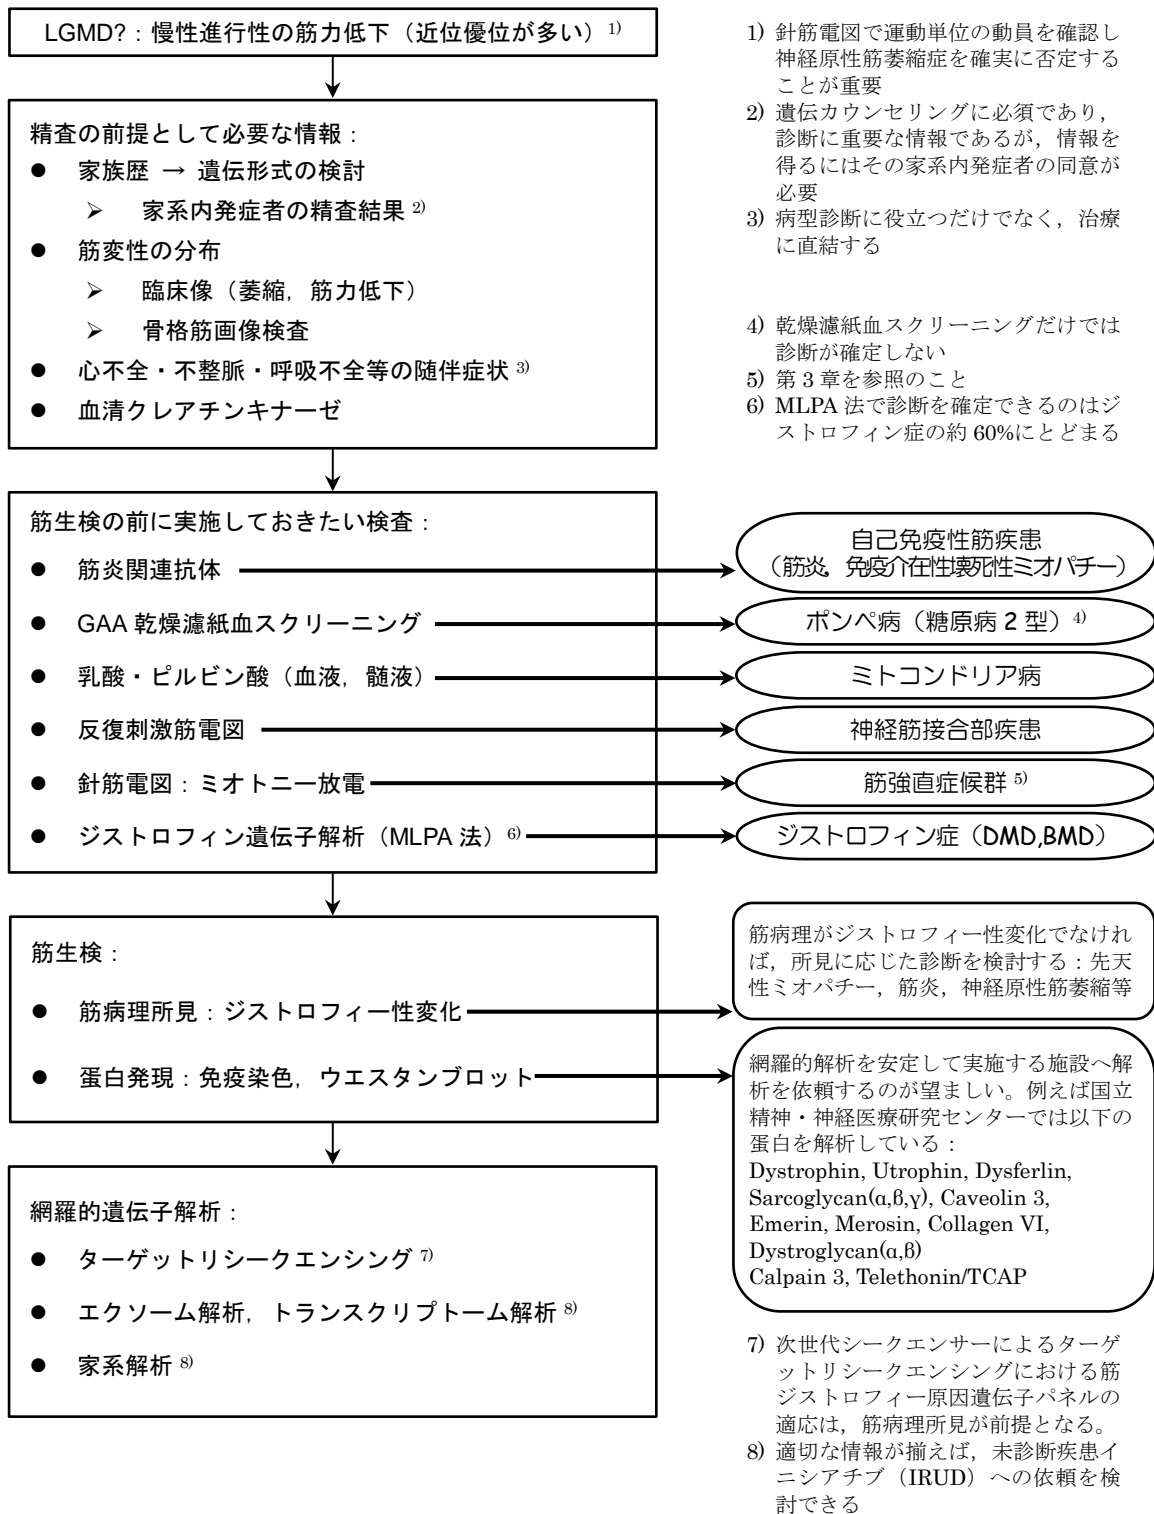 LGMD?：慢性進行性の筋力低下（近位優位が多い）1)
精査の前提として必要な情報：
● 家族歴 → 遺伝形式の検討
➢ 家系内発症者の精査結果 2)
● 筋変性の分布
➢ 臨床像（萎縮，筋力低下）
➢ 骨格筋画像検査
● 心不全・不整脈・呼吸不全等の随伴症状 3)
● 血清クレアチンキナーゼ
1) 針筋電図で運動単位の動員を確認し
神経原性筋萎縮症を確実に否定する
ことが重要
2) 遺伝カウンセリングに必須であり，
診断に重要な情報であるが，情報を
得るにはその家系内発症者の同意が
必要
3) 病型診断に役立つだけでなく，治療
に直結する
4) 乾燥濾紙血スクリーニングだけでは
診断が確定しない
5) 第 3 章を参照のこと
6) MLPA 法で診断を確定できるのはジ
ストロフィン症の約 60%にとどまる
筋生検の前に実施しておきたい検査：
● 筋炎関連抗体
自己免疫性筋疾患
（筋炎，免疫介在性壊死性ミオパチー）
● GAA 乾燥濾紙血スクリーニング
ポンペ病（糖原病 2 型）4)
● 乳酸・ピルビン酸（血液，髄液）
ミトコンドリア病
● 反復刺激筋電図
神経筋接合部疾患
● 針筋電図：ミオトニー放電
筋強直症候群 5)
● ジストロフィン遺伝子解析（MLPA 法）6)
ジストロフィン症（DMD,BMD）
筋生検：
● 筋病理所見：ジストロフィー性変化
筋病理がジストロフィー性変化でなけれ
ば，所見に応じた診断を検討する：先天
性ミオパチー，筋炎，神経原性筋萎縮等
● 蛋白発現：免疫染色，ウエスタンブロット
網羅的解析を安定して実施する施設へ解
析を依頼するのが望ましい。例えば国立
精神・神経医療研究センターでは以下の
蛋白を解析している：
Dystrophin, Utrophin, Dysferlin,
Sarcoglycan(α,β,γ), Caveolin 3,
Emerin, Merosin, Collagen VI,
Dystroglycan(α,β)
Calpain 3, Telethonin/TCAP
網羅的遺伝子解析：
● ターゲットリシークエンシング 7)
● エクソーム解析，トランスクリプトーム解析 8)
● 家系解析 8)
7) 次世代シークエンサーによるターゲ
ットリシークエンシングにおける筋
ジストロフィー原因遺伝子パネルの
適応は，筋病理所見が前提となる。
8) 適切な情報が揃えば，未診断疾患イ
ニシアチブ（IRUD）への依頼を検
討できる